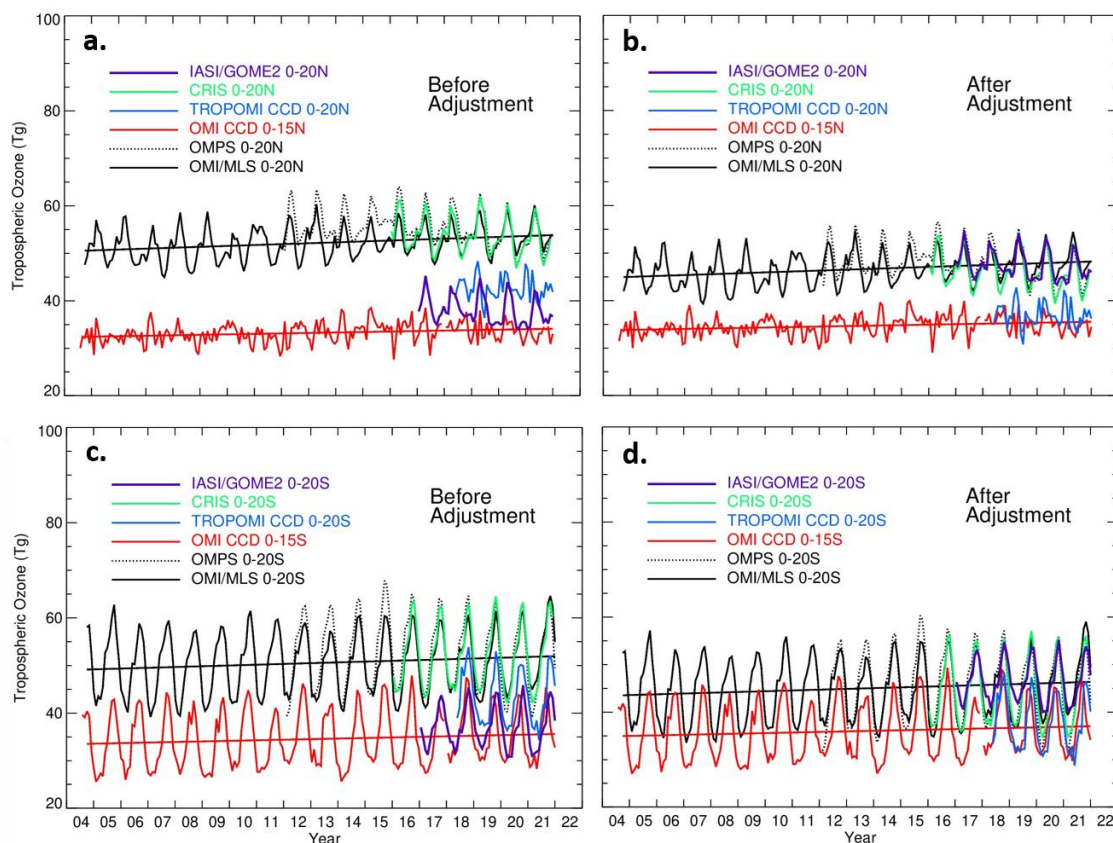 a.
100
80
60
40
20
Tropospheric Ozone (Tg)
IASI/GOME2 0-20N
CRIS 0-20N
TROPOMI CCD 0-20N
OMI CCD 0-15N
OMPS 0-20N
OMI/MLS 0-20N
Before
Adjustment
b.
IASI/GOME2 0-20N
CRIS 0-20N
TROPOMI CCD 0-20N
OMI CCD 0-15N
OMPS 0-20N
OMI/MLS 0-20N
After
Adjustment
c.
100
80
60
40
20
Tropospheric Ozone (Tg)
IASI/GOME2 0-20S
CRIS 0-20S
TROPOMI CCD 0-20S
OMI CCD 0-15S
OMPS 0-20S
OMI/MLS 0-20S
Before
Adjustment
04 05 06 07 08 09 10 11 12 13 14 15 16 17 18 19 20 21 22
Year
d.
IASI/GOME2 0-20S
CRIS 0-20S
TROPOMI CCD 0-20S
OMI CCD 0-15S
OMPS 0-20S
OMI/MLS 0-20S
After
Adjustment
04 05 06 07 08 09 10 11 12 13 14 15 16 17 18 19 20 21 22
Year